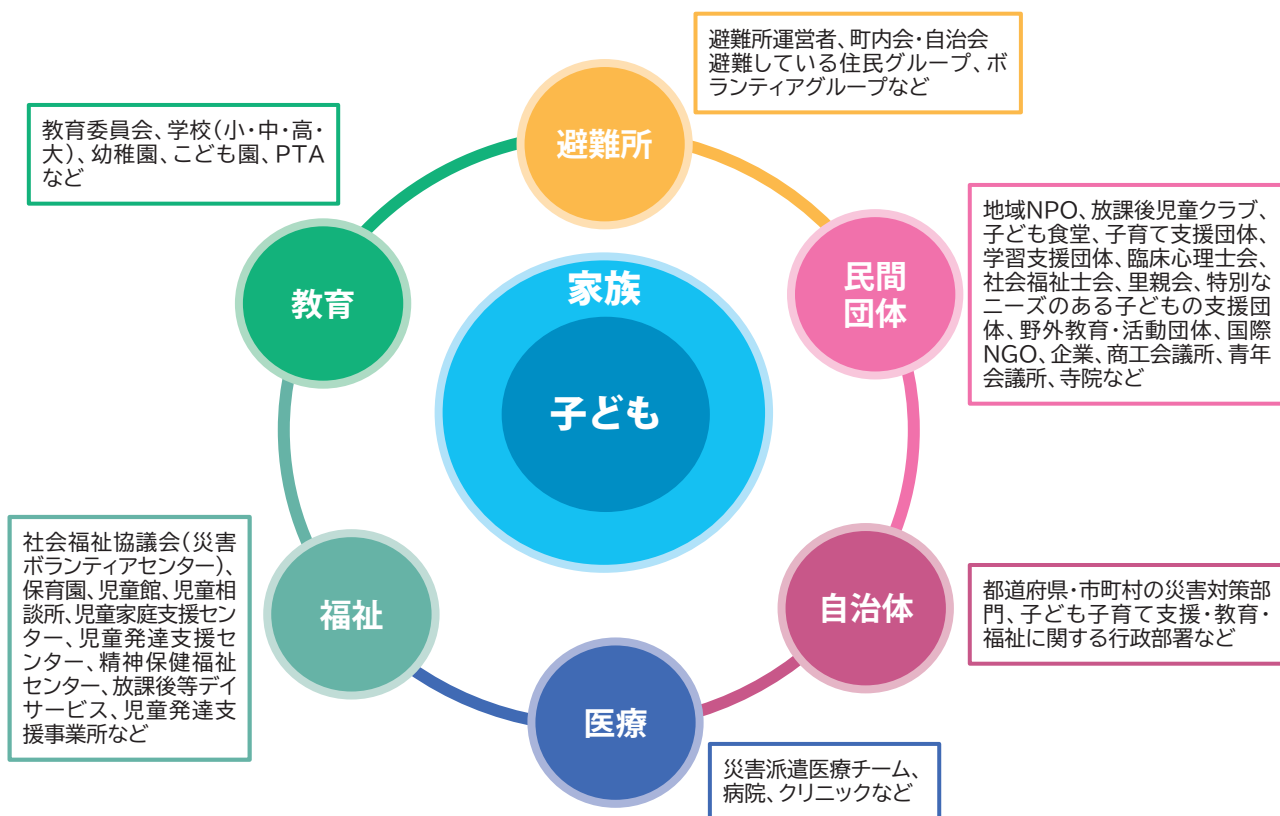 避難所運営者、町内会・自治会
避難している住民グループ、ボ
ランティアグループなど
避難所
教育委員会、学校(小・中・高・
大)、幼稚園、こども園、PTA
など
教育
地域NPO、放課後児童クラブ、
子ども食堂、子育て支援団体、
学習支援団体、臨床心理士会、
社会福祉士会、里親会、特別な
ニーズのある子どもの支援団
体、野外教育・活動団体、国際
NGO、企業、商工会議所、青年
会議所、寺院など
民間
団体
家族
子ども
社会福祉協議会(災害
ボランティアセンター)、
保育園、児童館、児童相
談所、児童家庭支援セン
ター、児童発達支援セ
ンター、精神保健福祉
センター、放課後等デイ
サービス、児童発達支
援事業所など
福祉
自治体
都道府県・市町村の災害対策部
門、子ども子育て支援・教育・
福祉に関する行政部署など
医療
災害派遣医療チーム、
病院、クリニックなど